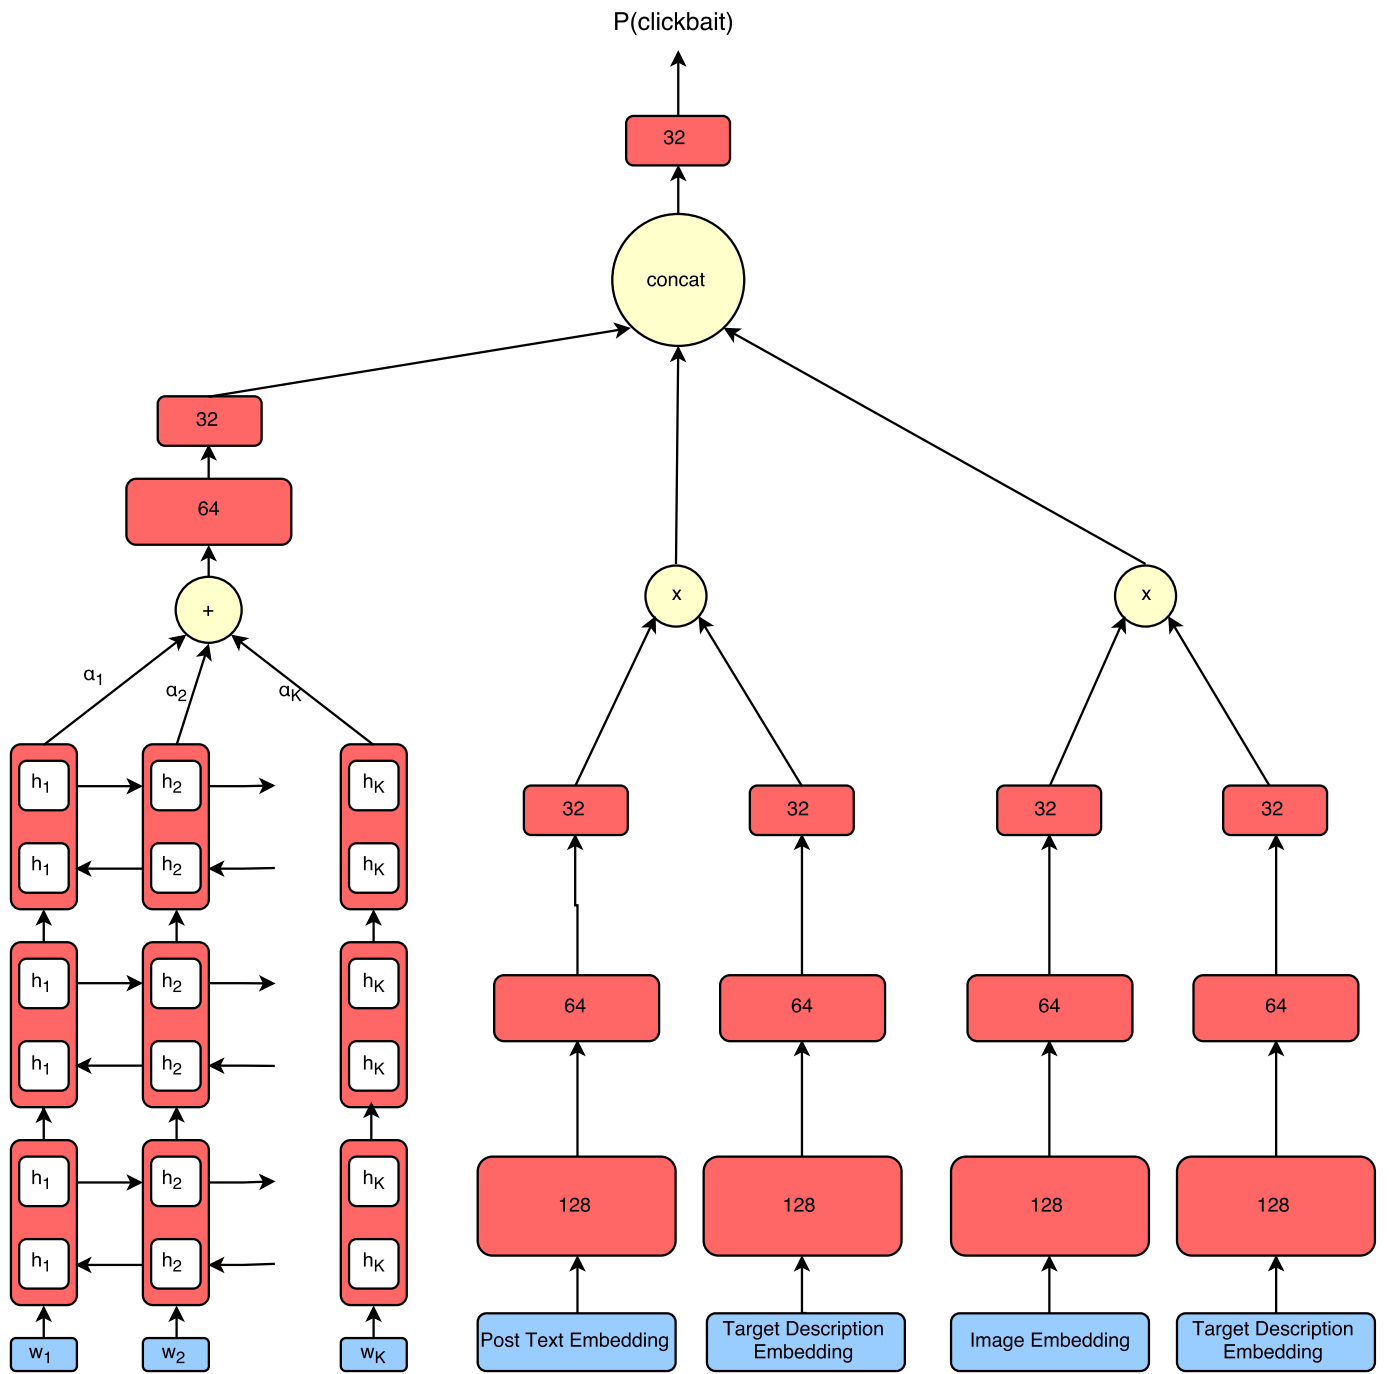 P(clickbait)
32
concat
32
64
+
x
x
α1
α2
αK
h1
h2
hK
32
32
32
32
h1
h2
hK
h1
h2
hK
64
64
64
64
h1
h2
hK
h1
h2
hK
128
128
128
128
h1
h2
hK
w1
w2
wK
Post Text Embedding
Target Description
Embedding
Image Embedding
Target Description
Embedding